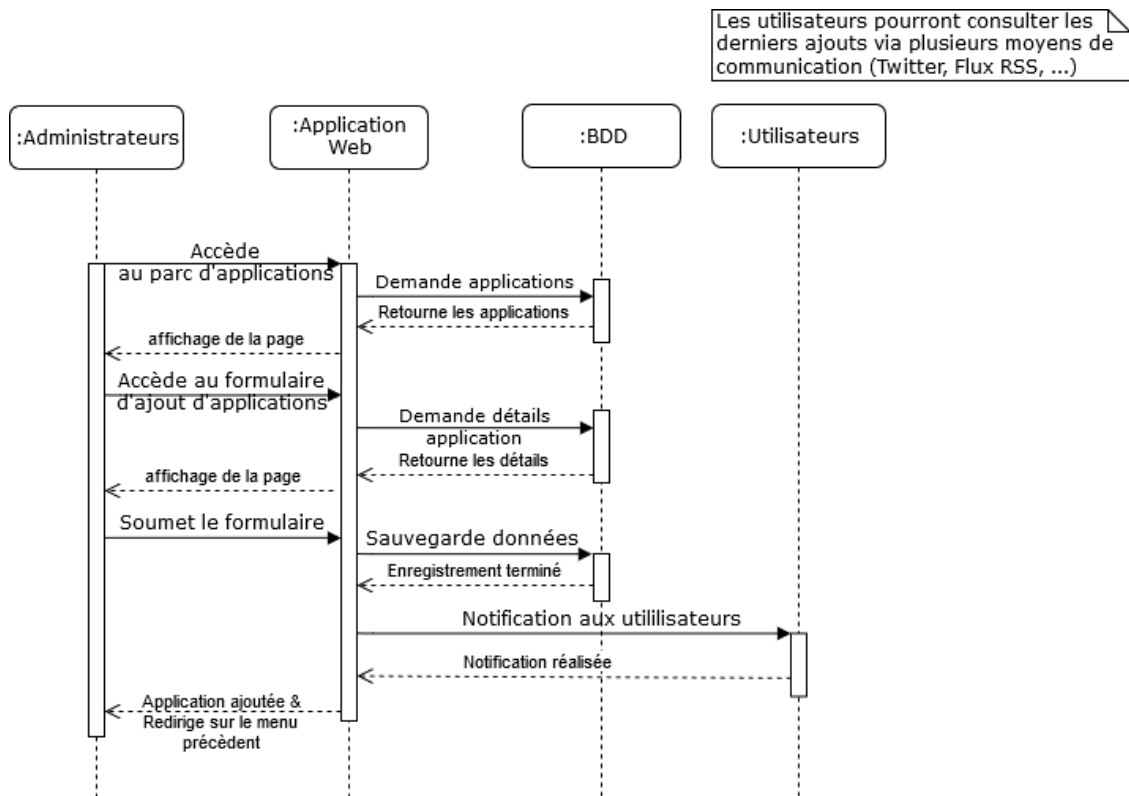 Les utilisateurs pourront consulter les
derniers ajouts via plusieurs moyens de
communication (Twitter, Flux RSS, ...)
:Administrateurs
:Application
Web
:BDD
:Utilisateurs
Accède
au parc d'applications
Demande applications
Retourne les applications
affichage de la page
Accède au formulaire
d'ajout d'applications
Demande détails
application
Retourne les détails
affichage de la page
Soumet le formulaire
Sauvegarde données
Enregistrement terminé
Notification aux utililisateurs
Notification réalisée
Application ajoutée &
Redirige sur le menu
précèdent